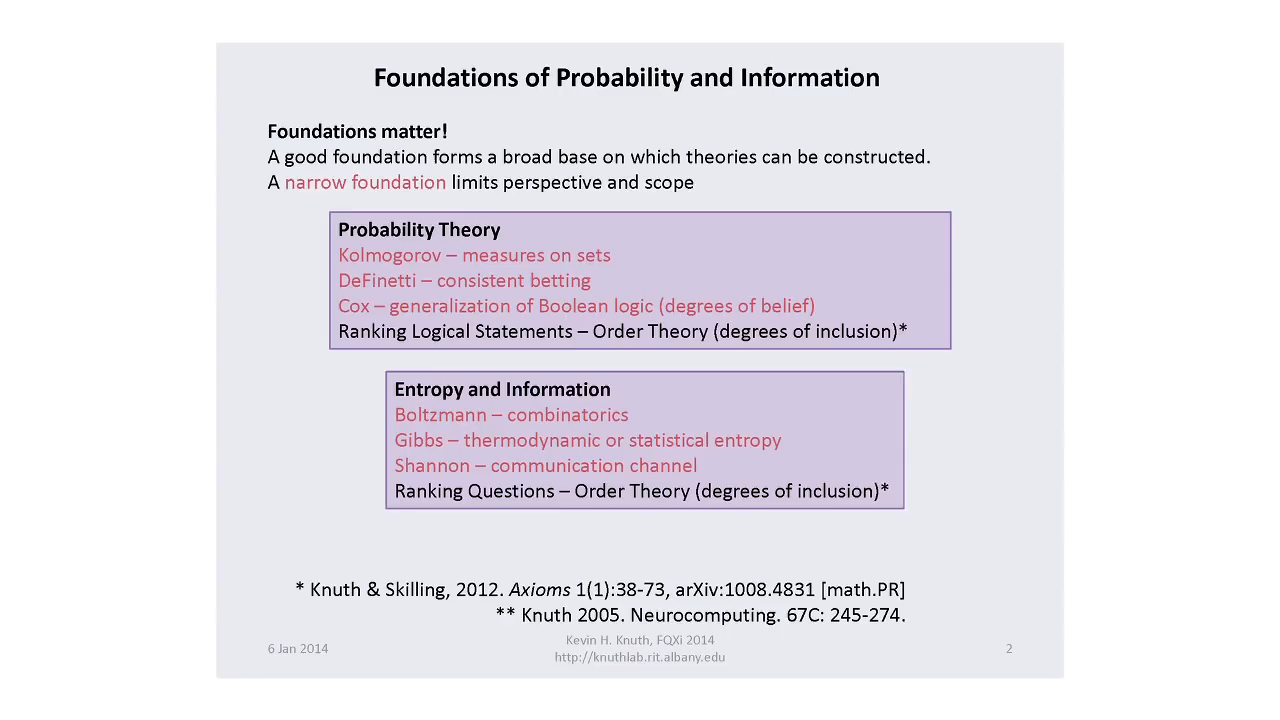 Foundations of Probability and Information
Foundations matter!
A good foundation forms a broad base on which theories can be constructed.
A narrow foundation limits perspective and scope
Probability Theory
Kolmogorov – measures on sets
DeFinetti – consistent betting
Cox – generalization of Boolean logic (degrees of belief)
Ranking Logical Statements – Order Theory (degrees of inclusion)*
Entropy and Information
Boltzmann – combinatorics
Gibbs – thermodynamic or statistical entropy
Shannon – communication channel
Ranking Questions – Order Theory (degrees of inclusion)*
* Knuth & Skilling, 2012. Axioms 1(1):38-73, arXiv:1008.4831 [math.PR]
** Knuth 2005. Neurocomputing. 67C: 245-274.
6 Jan 2014
Kevin H. Knuth, FQXi 2014
http://knuthlab.rit.albany.edu
2